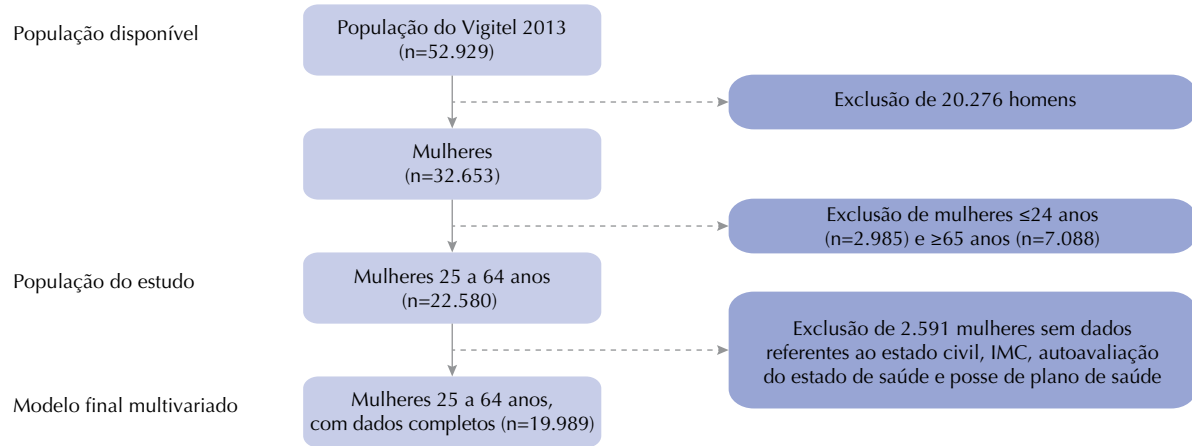 População disponível
População do Vigitel 2013
(n=52.929)
Exclusão de 20.276 homens
Mulheres
(n=32.653)
Exclusão de mulheres ≤24 anos
(n=2.985) e ≥65 anos (n=7.088)
População do estudo
Mulheres 25 a 64 anos
(n=22.580)
Exclusão de 2.591 mulheres sem dados
referentes ao estado civil, IMC, autoavaliação
do estado de saúde e posse de plano de saúde
Modelo final multivariado
Mulheres 25 a 64 anos,
com dados completos (n=19.989)